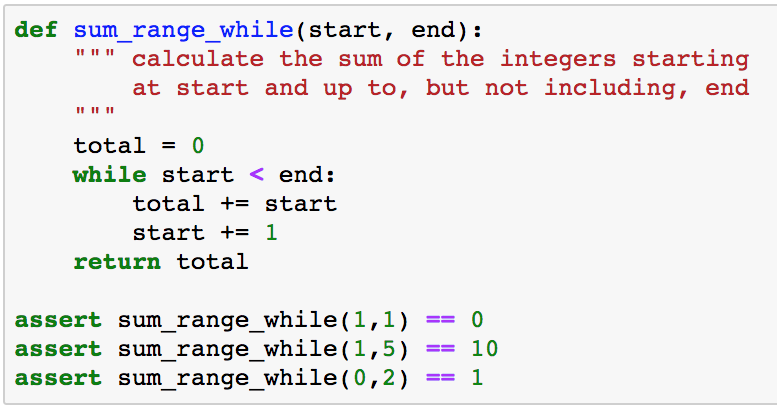 def sum_range_while(start, end):
    """ calculate the sum of the integers starting
        at start and up to, but not including, end
    """
    total = 0
    while start < end:
        total += start
        start += 1
    return total

assert sum_range_while(1,1) == 0
assert sum_range_while(1,5) == 10
assert sum_range_while(0,2) == 1